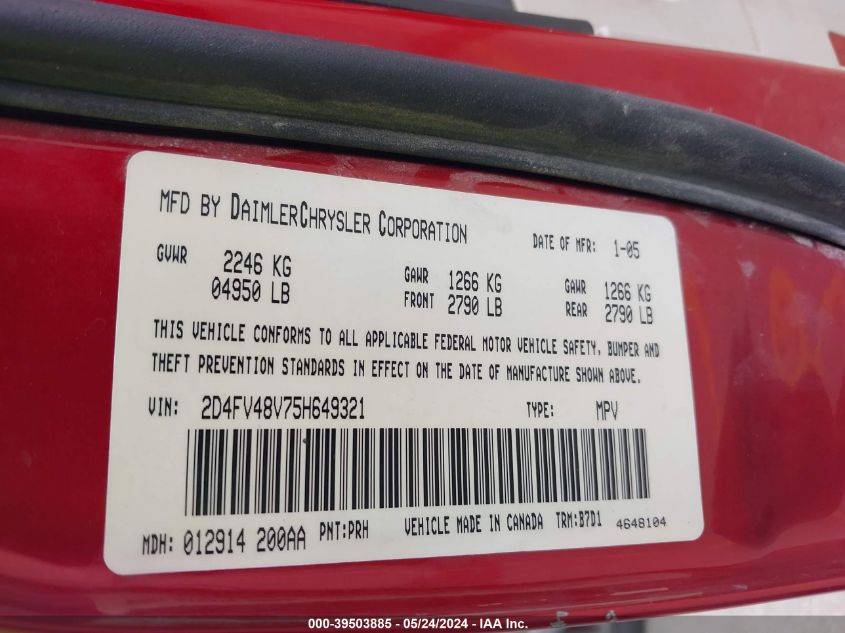 MFD BY DAIMLERCHRYSLER CORPORATION DATE OF MFR: 1-05
GVWR 2246 KG GAWR 1266 KG GAWR 1266 KG
04950 LB FRONT 2790 LB REAR 2790 LB
THIS VEHICLE CONFORMS TO ALL APPLICABLE FEDERAL MOTOR VEHICLE SAFETY, BUMPER AND
THEFT PREVENTION STANDARDS IN EFFECT ON THE DATE OF MANUFACTURE SHOWN ABOVE.
VIN: 2D4FV48V75H649321 TYPE: MPV
MDH: 012914 200AA PNT:PRH VEHICLE MADE IN CANADA TRM:B7D1 4648104
000-39503885 - 05/24/2024 - IAA Inc.